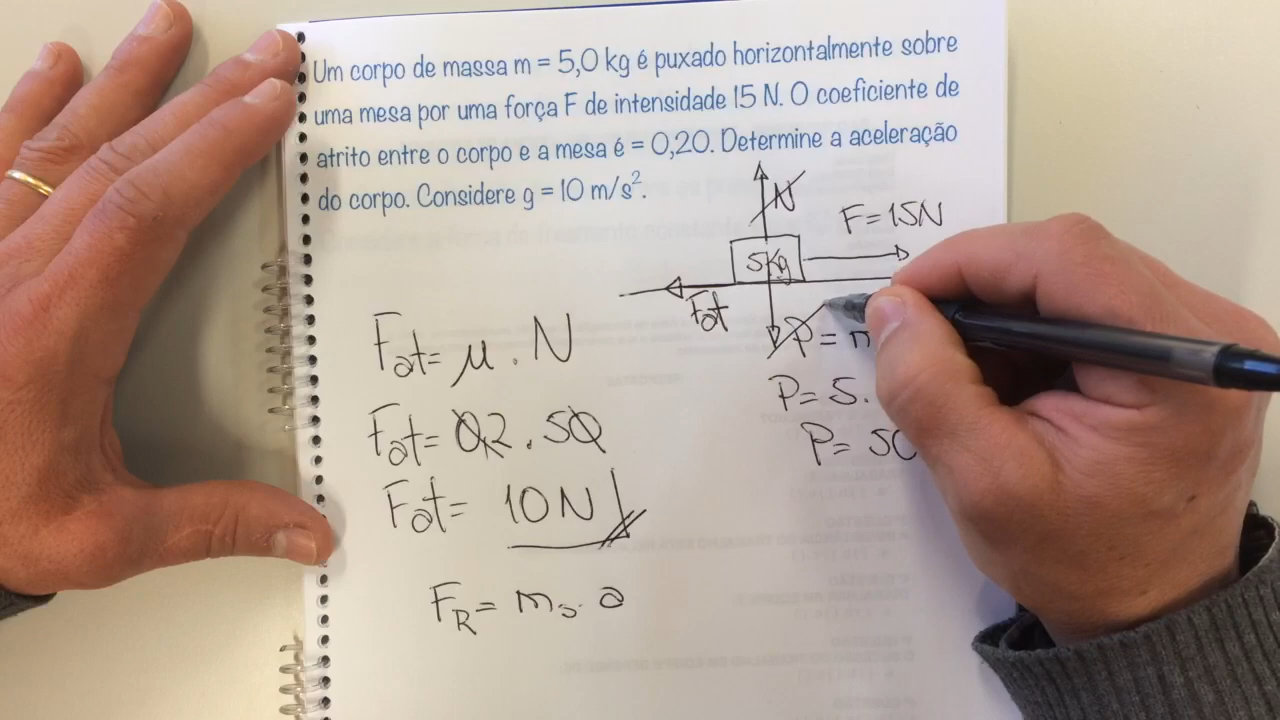 Um corpo de massa m = 5,0 kg é puxado horizontalmente sobre
uma mesa por uma força F de intensidade 15 N. O coeficiente de
atrito entre o corpo e a mesa é = 0,20. Determine a aceleração
do corpo. Considere g = 10 m/s².
N
F=15N
5kg
Fat
P= m
P= 5.
P= 50
Fat= μ . N
Fat= 0,2 . 50
Fat= 10N
FR= m . a